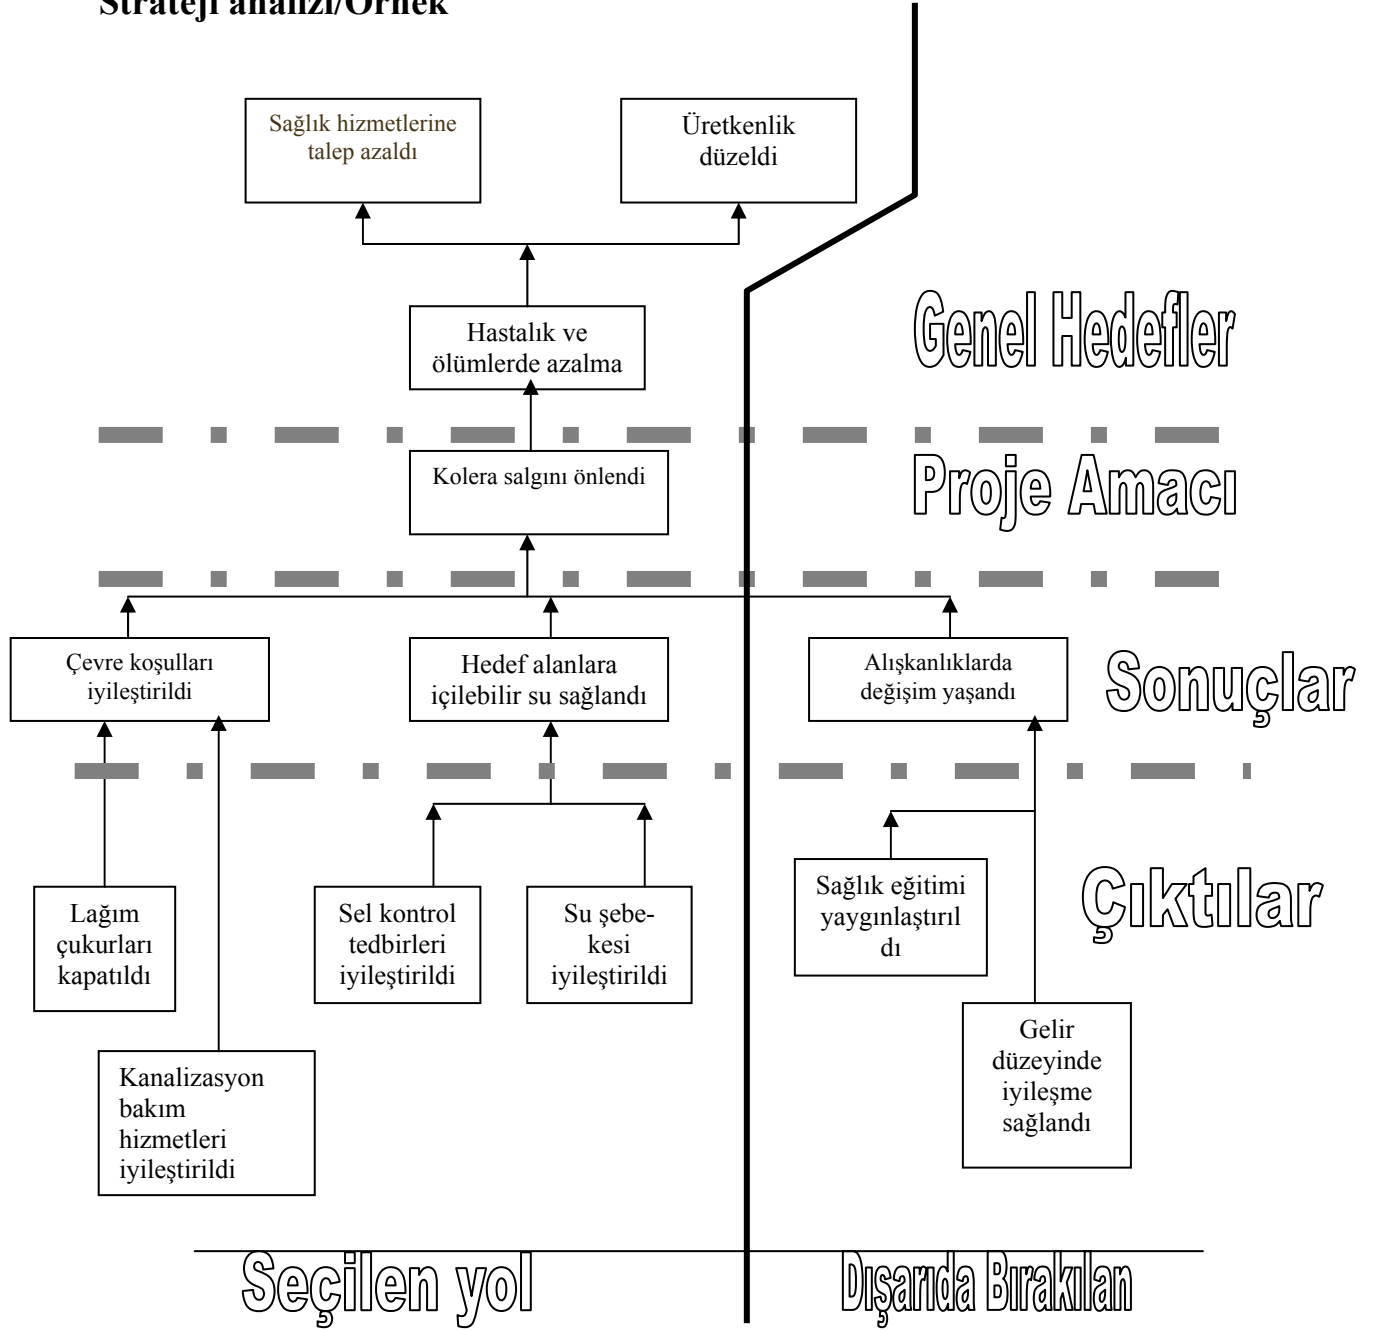 Strateji analizi/Örnek
Sağlık hizmetlerine
talep azaldı
Üretkenlik
düzeldi
Hastalık ve
ölümlerde azalma
Genel Hedefler
Kolera salgını önlendi
Proje Amacı
Çevre koşulları
iyileştirildi
Hedef alanlara
içilebilir su sağlandı
Alışkanlıklarda
değişim yaşandı
Sonuçlar
Lağım
çukurları
kapatıldı
Sel kontrol
tedbirleri
iyileştirildi
Su şebe-
kesi
iyileştirildi
Sağlık eğitimi
yaygınlaştırıl
dı
Çıktılar
Kanalizasyon
bakım
hizmetleri
iyileştirildi
Gelir
düzeyinde
iyileşme
sağlandı
Seçilen yol
Dışarıda Bırakılan